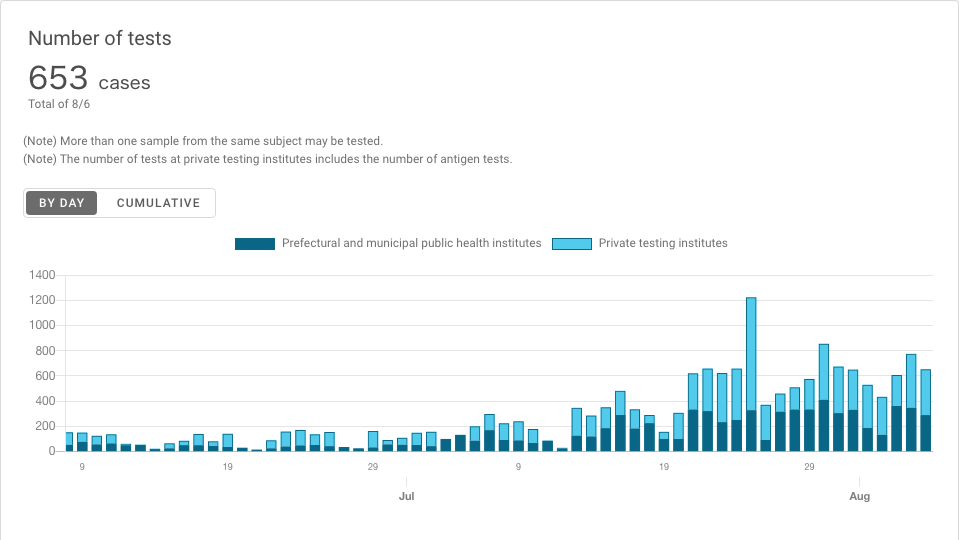 Number of tests
653 cases
Total of 8/6
(Note) More than one sample from the same subject may be tested.
(Note) The number of tests at private testing institutes includes the number of antigen tests.
BY DAY CUMULATIVE
Prefectural and municipal public health institutes Private testing institutes
1400
1200
1000
800
600
400
200
0
9 19 29 9 19 29
Jul Aug